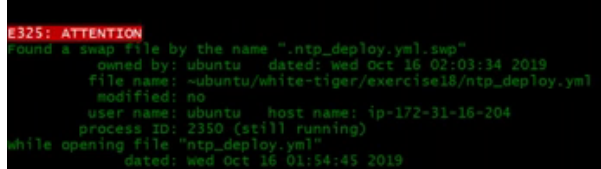 E325: ATTENTION
Found a swap file by the name ".ntp_deploy.yml.swp"
owned by: ubuntu dated: Wed Oct 16 02:03:34 2019
file name: ~ubuntu/white-tiger/exercise18/ntp_deploy.yml
modified: no
user name: ubuntu host name: ip-172-31-16-204
process ID: 2350 (still running)
while opening file "ntp_deploy.yml"
dated: Wed Oct 16 01:54:45 2019